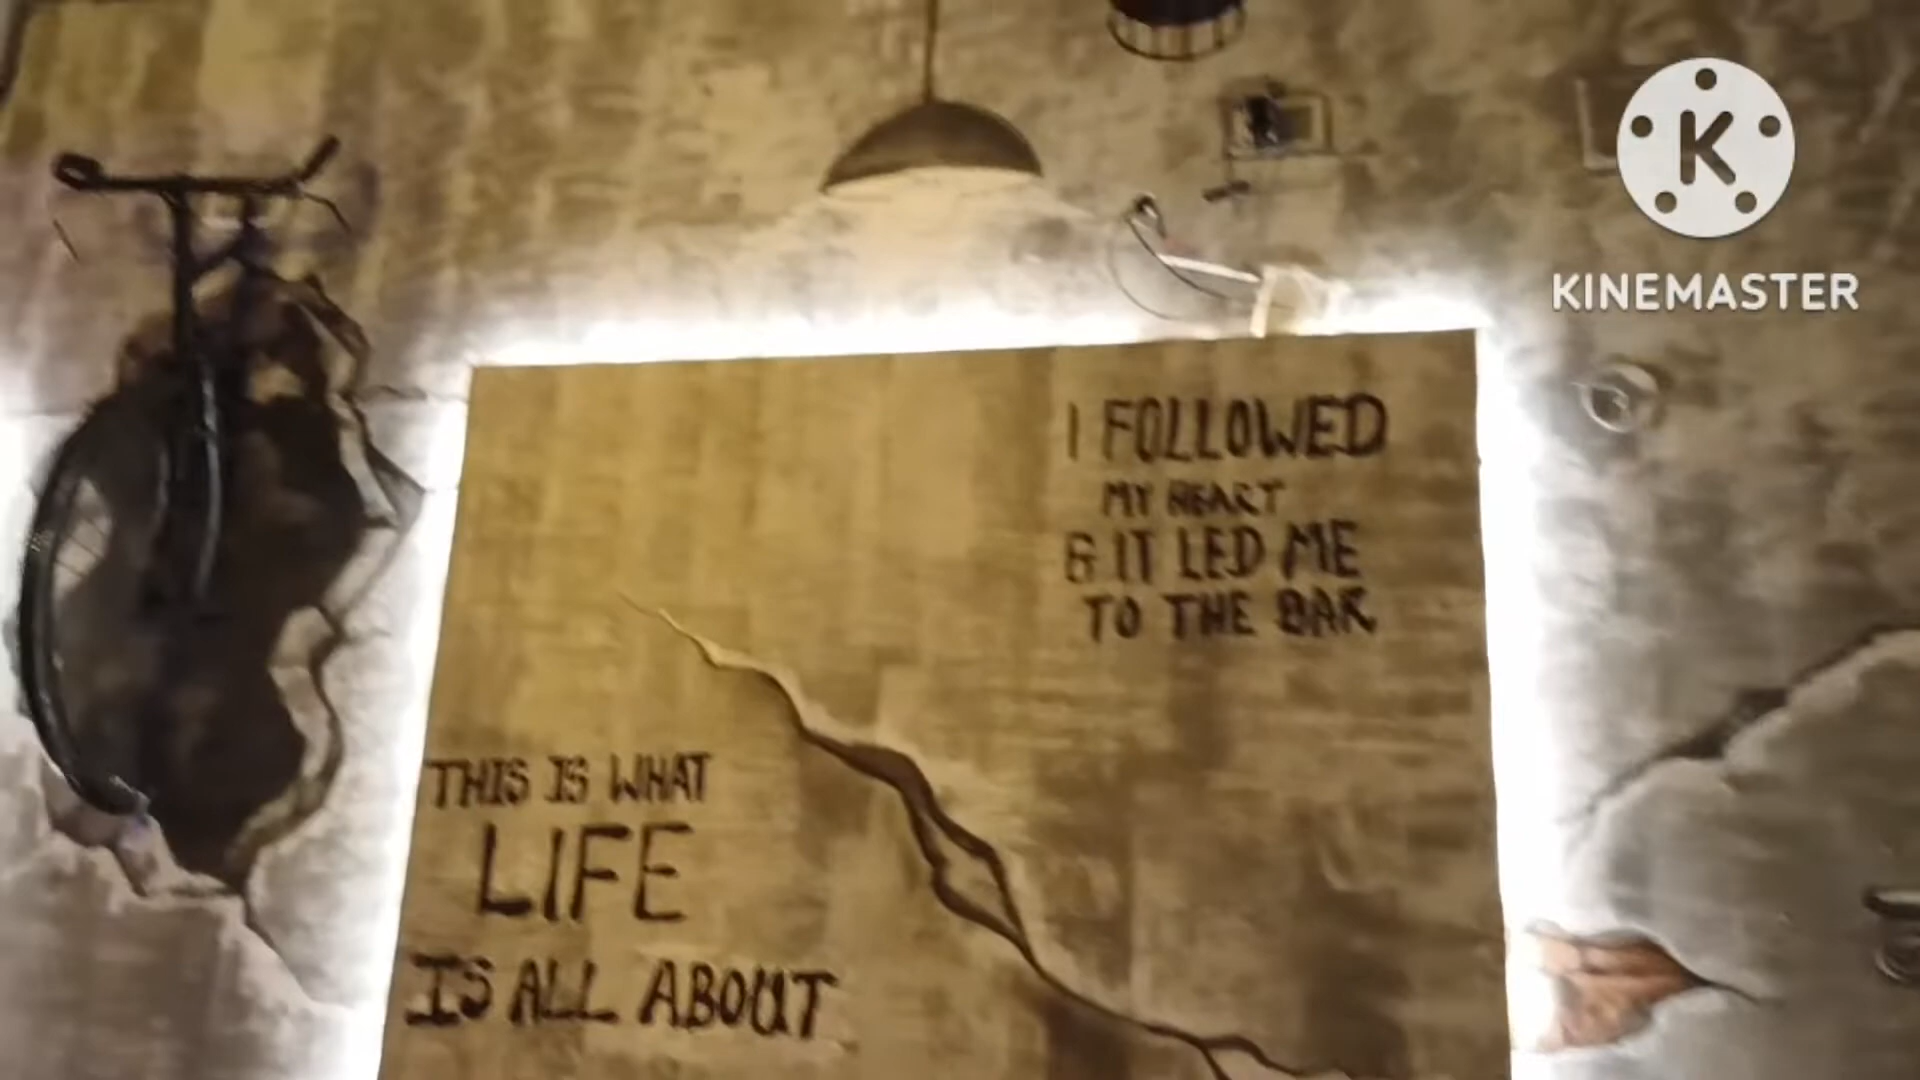 K
KINEMASTER
I FOLLOWED
MY HEART
& IT LED ME
TO THE BAR
THIS IS WHAT
LIFE
IS ALL ABOUT